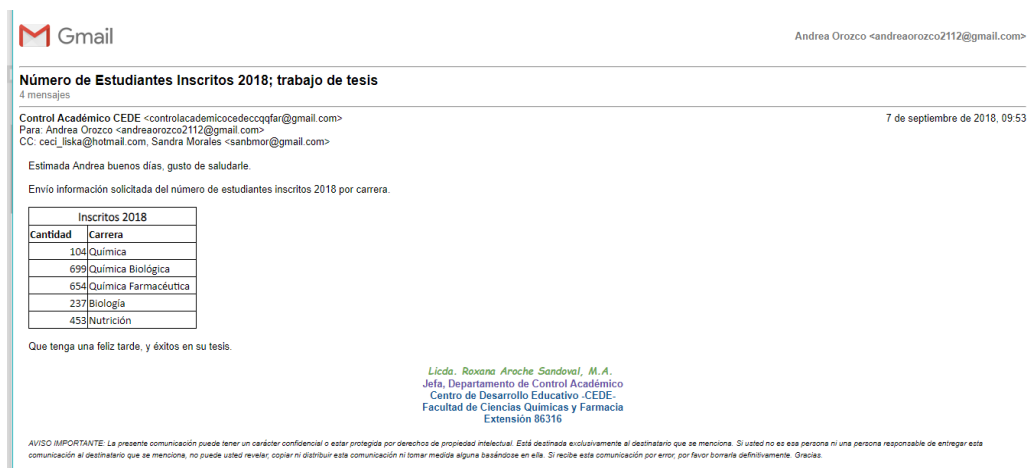 Gmail
Andrea Orozco <andreaorozco2112@gmail.com>
Número de Estudiantes Inscritos 2018; trabajo de tesis
4 mensajes
Control Académico CEDE <controlacademicocedeccqqfar@gmail.com>
7 de septiembre de 2018, 09:53
Para: Andrea Orozco <andreaorozco2112@gmail.com>
CC: ceci_liska@hotmail.com, Sandra Morales <sanbmor@gmail.com>
Estimada Andrea buenos días, gusto de saludarle.
Envío información solicitada del número de estudiantes inscritos 2018 por carrera.
Inscritos 2018
Cantidad Carrera
104 Química
699 Química Biológica
654 Química Farmacéutica
237 Biología
453 Nutrición
Que tenga una feliz tarde, y éxitos en su tesis.
Licda. Roxana Aroche Sandoval, M.A.
Jefa, Departamento de Control Académico
Centro de Desarrollo Educativo -CEDE-
Facultad de Ciencias Químicas y Farmacia
Extensión 86316
AVISO IMPORTANTE: La presente comunicación puede tener un carácter confidencial o estar protegida por derechos de propiedad intelectual. Está destinada exclusivamente al destinatario que se menciona. Si usted no es esa persona ni una persona responsable de entregar esta
comunicación al destinatario que se menciona, no puede usted revelar, copiar ni distribuir esta comunicación ni tomar medida alguna basándose en ella. Si recibe esta comunicación por error, por favor borrarla definitivamente. Gracias.